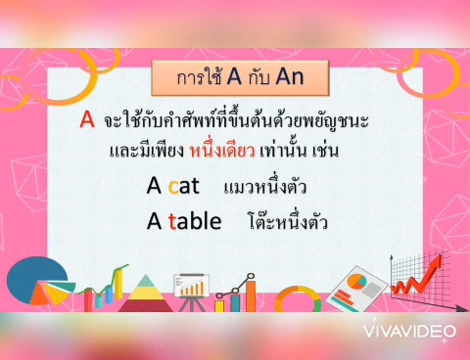 การใช้ A กับ An
A จะใช้กับคำศัพท์ที่ขึ้นต้นด้วยพยัญชนะ
และมีเพียง หนึ่งเดียว เท่านั้น เช่น
A cat แมวหนึ่งตัว
A table โต๊ะหนึ่งตัว
VIVAVIDEO